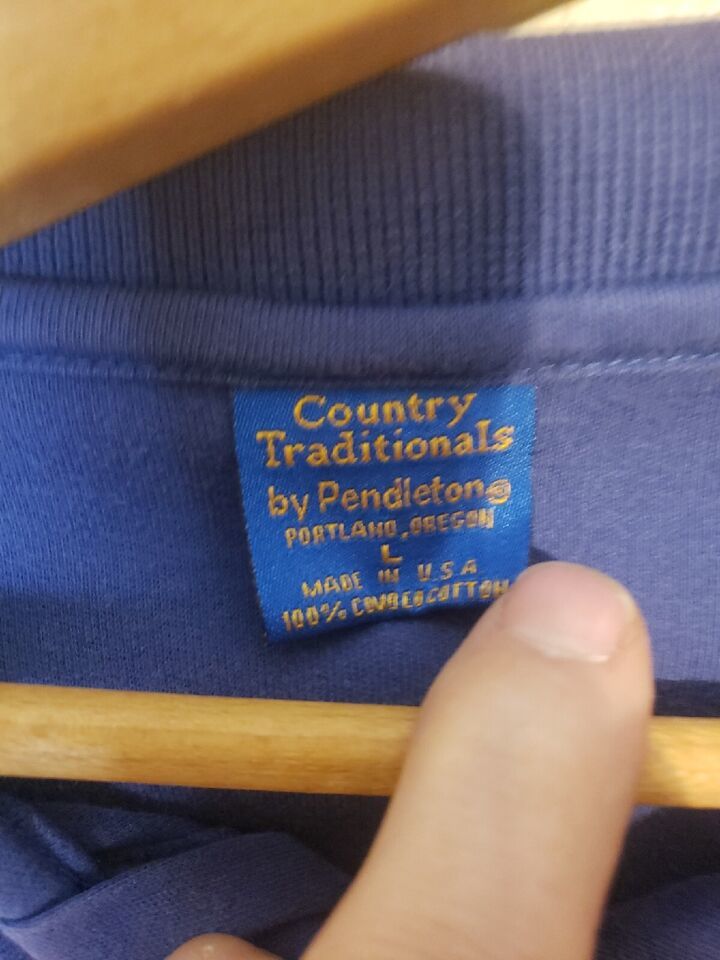 Country
Traditionals
by Pendleton®
PORTLAND, OREGON
L
MADE IN U.S.A
100% COMBED COTTON